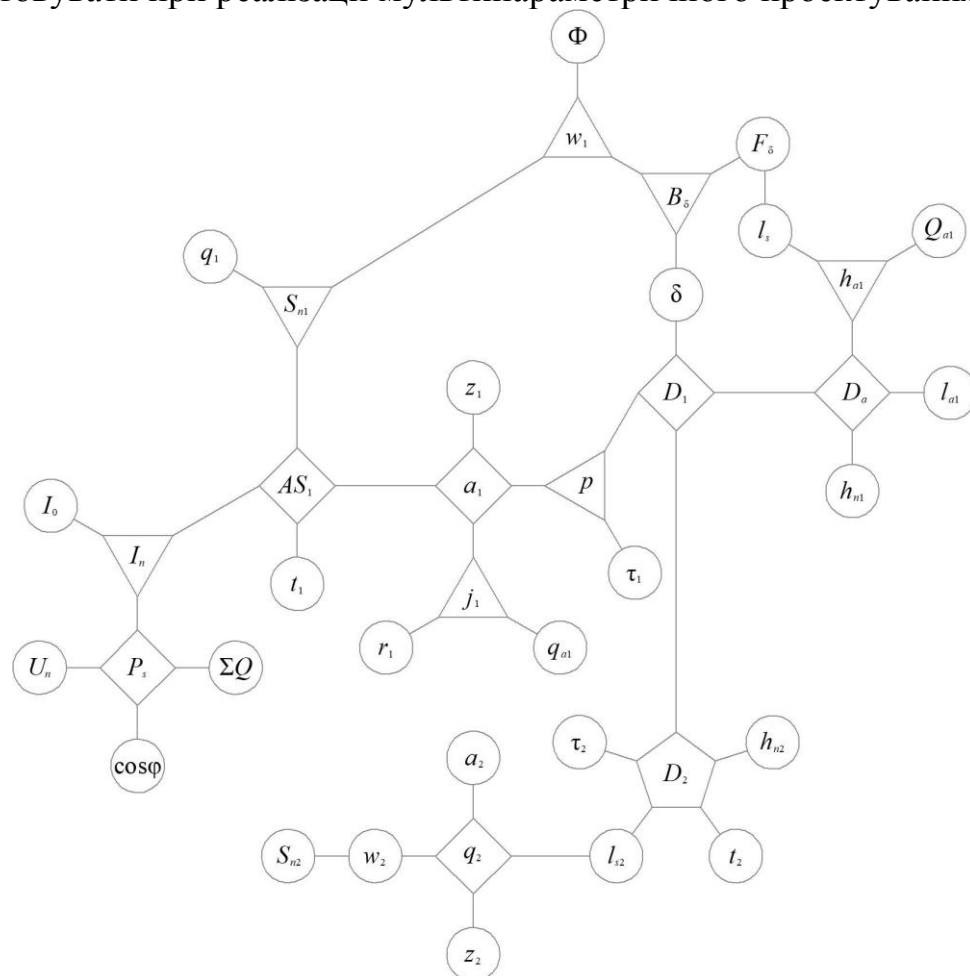 при реалізації мультипараметричного проектування
Φ
w₁
F_δ
B_δ
l_s
Q_a1
q₁
h_a1
S_n1
δ
z₁
D₁
D_a
l_a1
AS₁
a₁
p
I₀
h_n1
I_n
t₁
τ₁
j₁
r₁
q_a1
U_n
P_s
ΣQ
τ₂
h_n2
a₂
cosφ
D₂
S_n2
w₂
q₂
l_s2
t₂
z₂